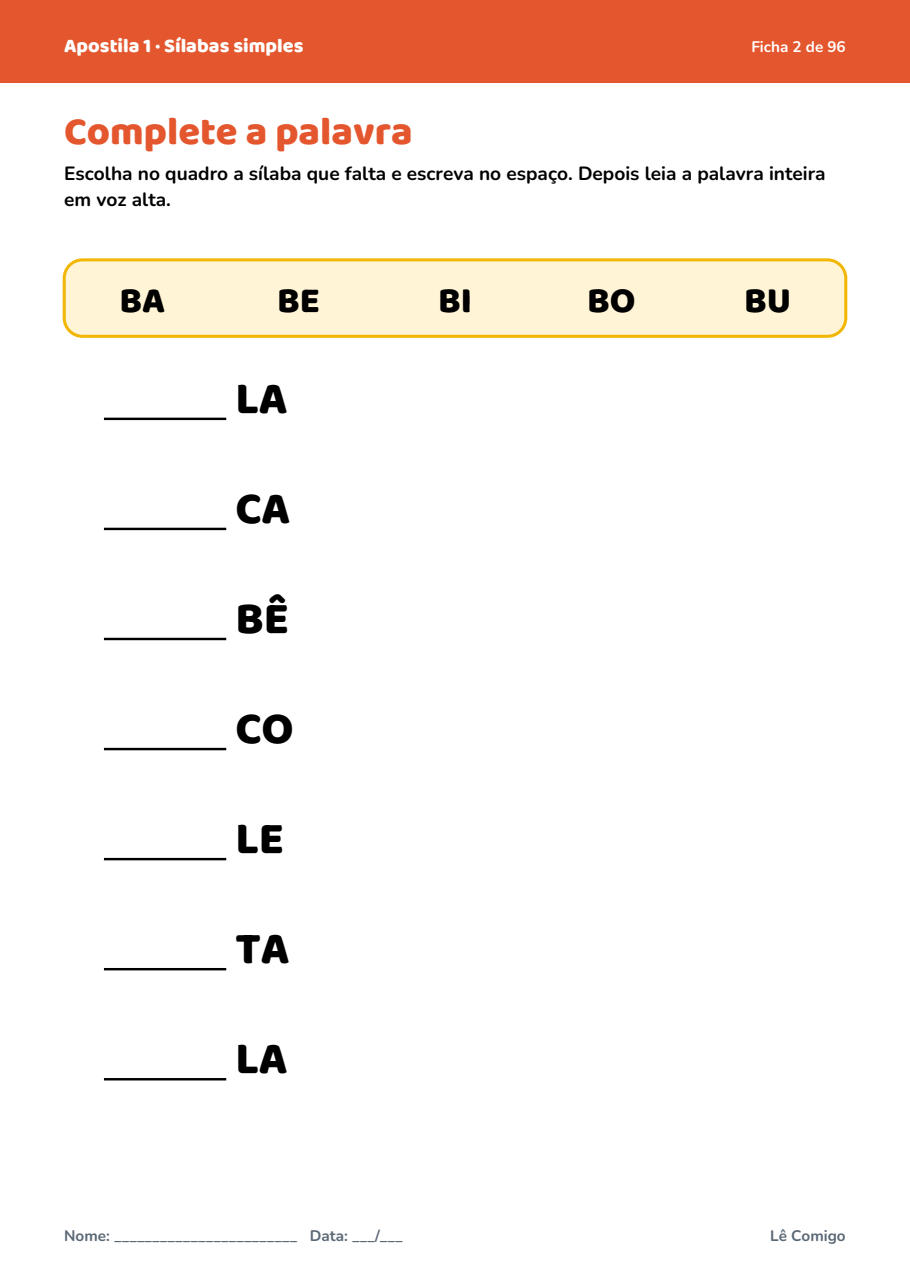 Apostila 1 · Sílabas simples
Ficha 2 de 96
Complete a palavra
Escolha no quadro a sílaba que falta e escreva no espaço. Depois leia a palavra inteira
em voz alta.
BA BE BI BO BU
________ LA
________ CA
________ BÊ
________ CO
________ LE
________ TA
________ LA
Nome: ________________________ Data: ___/___
Lê Comigo